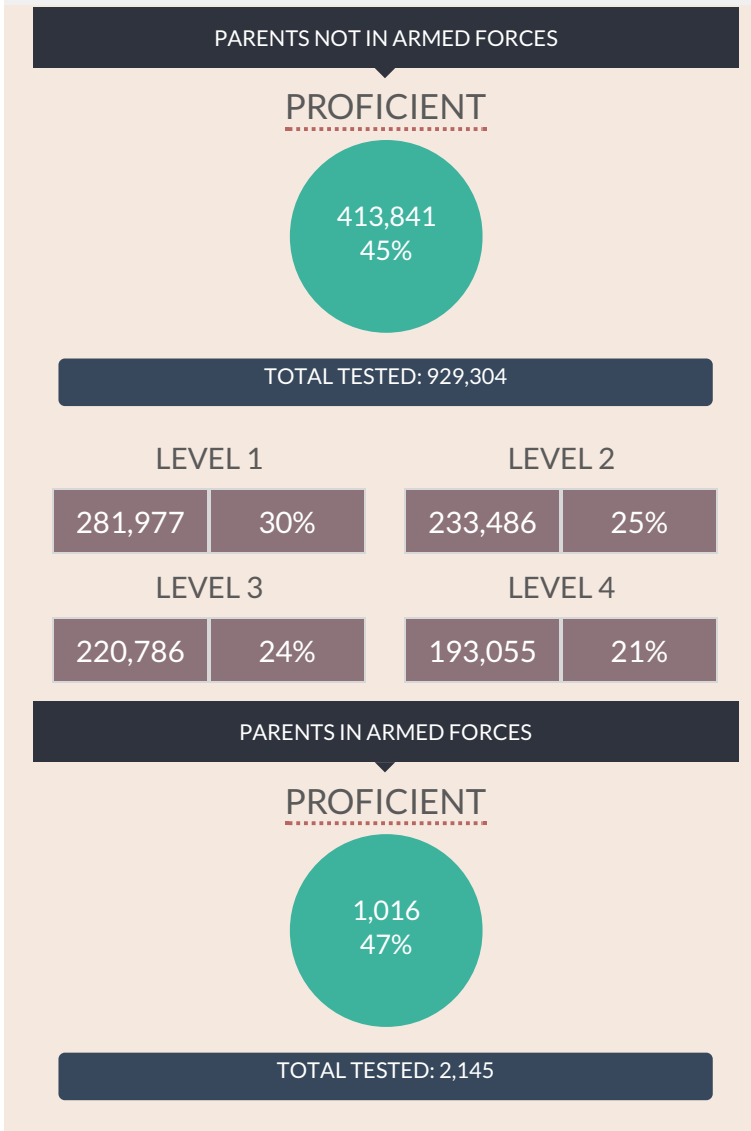 PARENTS NOT IN ARMED FORCES
PROFICIENT
413,841
45%
TOTAL TESTED: 929,304
LEVEL 1 LEVEL 2
281,977 30% 233,486 25%
LEVEL 3 LEVEL 4
220,786 24% 193,055 21%
PARENTS IN ARMED FORCES
PROFICIENT
1,016
47%
TOTAL TESTED: 2,145